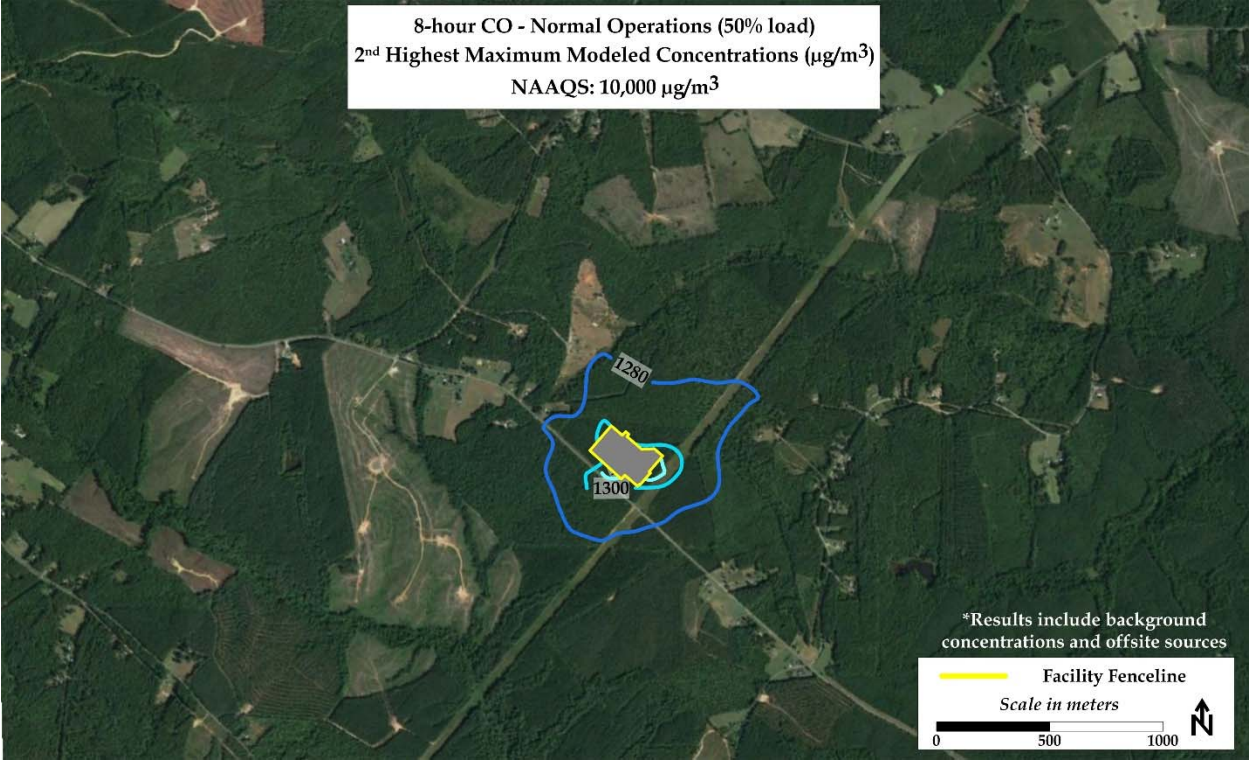 8-hour CO - Normal Operations (50% load)
2nd Highest Maximum Modeled Concentrations (µg/m3)
NAAQS: 10,000 µg/m3
1280
1300
*Results include background
concentrations and offsite sources
Facility Fenceline
Scale in meters
0 500 1000
N